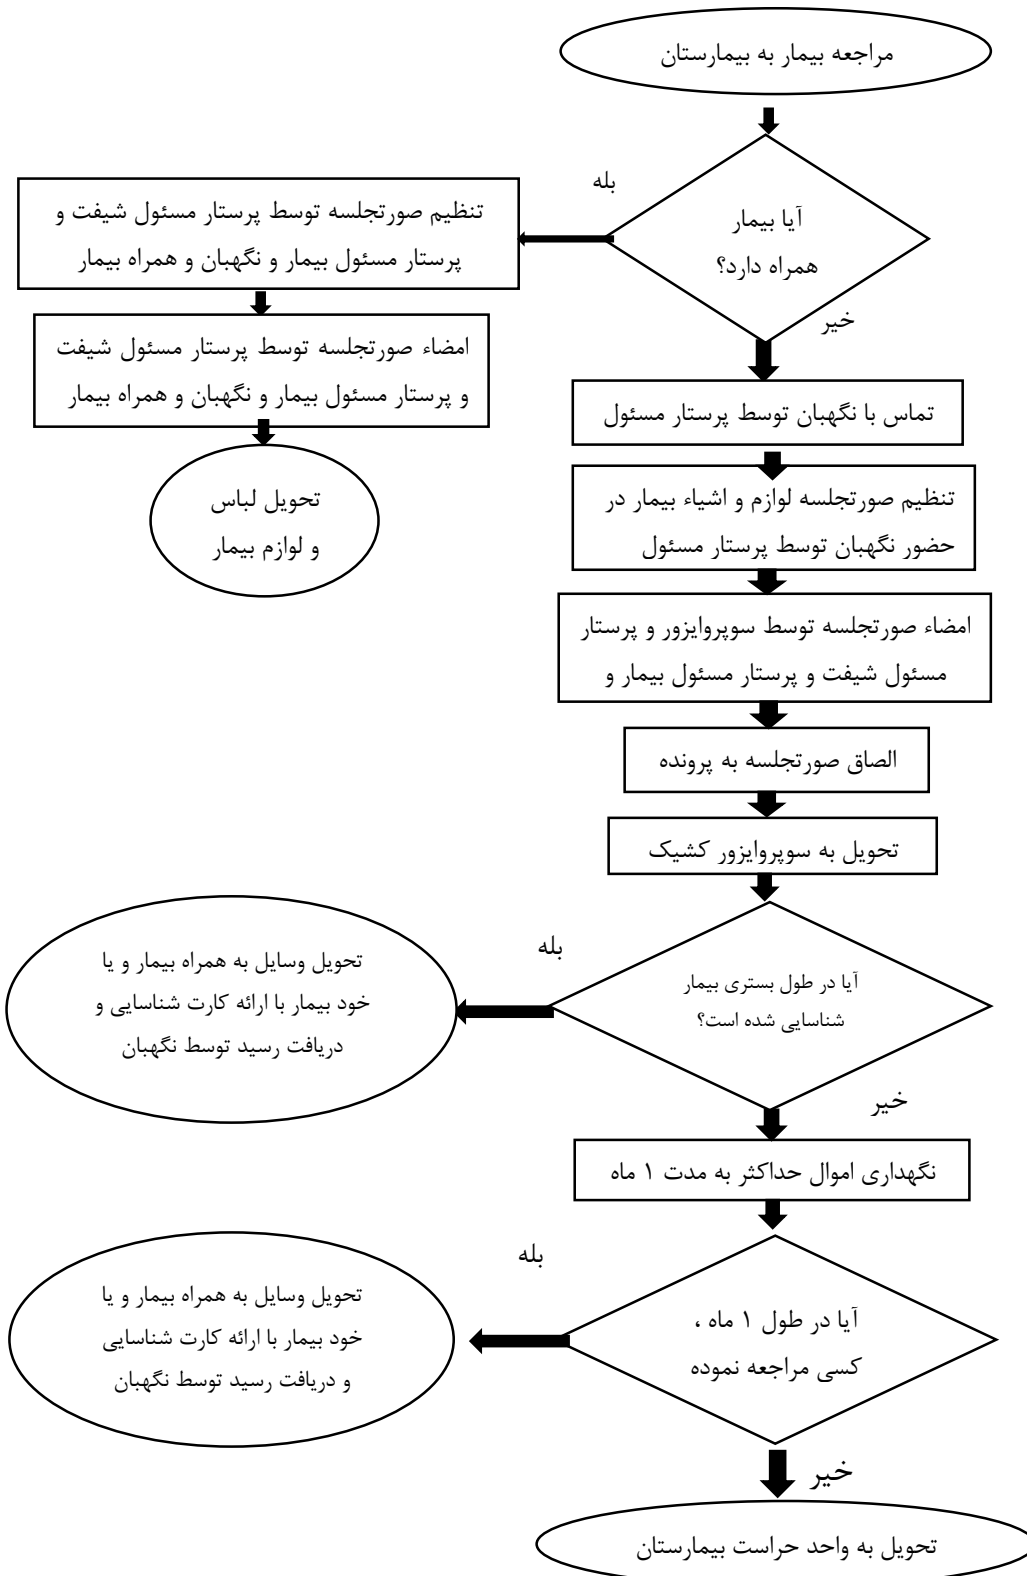 مراجعه بیمار به بیمارستان
آیا بیمار
همراه دارد؟
بله
تنظیم صورتجلسه توسط پرستار مسئول شیفت و
پرستار مسئول بیمار و نگهبان و همراه بیمار
امضاء صورتجلسه توسط پرستار مسئول شیفت
و پرستار مسئول بیمار و نگهبان و همراه بیمار
تحویل لباس
و لوازم بیمار
خیر
تماس با نگهبان توسط پرستار مسئول
تنظیم صورتجلسه لوازم و اشیاء بیمار در
حضور نگهبان توسط پرستار مسئول
امضاء صورتجلسه توسط سوپروایزور و پرستار
مسئول شیفت و پرستار مسئول بیمار و
الصاق صورتجلسه به پرونده
تحویل به سوپروایزور کشیک
آیا در طول بستری بیمار
شناسایی شده است؟
بله
تحویل وسایل به همراه بیمار و یا
خود بیمار با ارائه کارت شناسایی و
دریافت رسید توسط نگهبان
خیر
نگهداری اموال حداکثر به مدت ۱ ماه
آیا در طول ۱ ماه ،
کسی مراجعه نموده
بله
تحویل وسایل به همراه بیمار و یا
خود بیمار با ارائه کارت شناسایی
و دریافت رسید توسط نگهبان
خیر
تحویل به واحد حراست بیمارستان